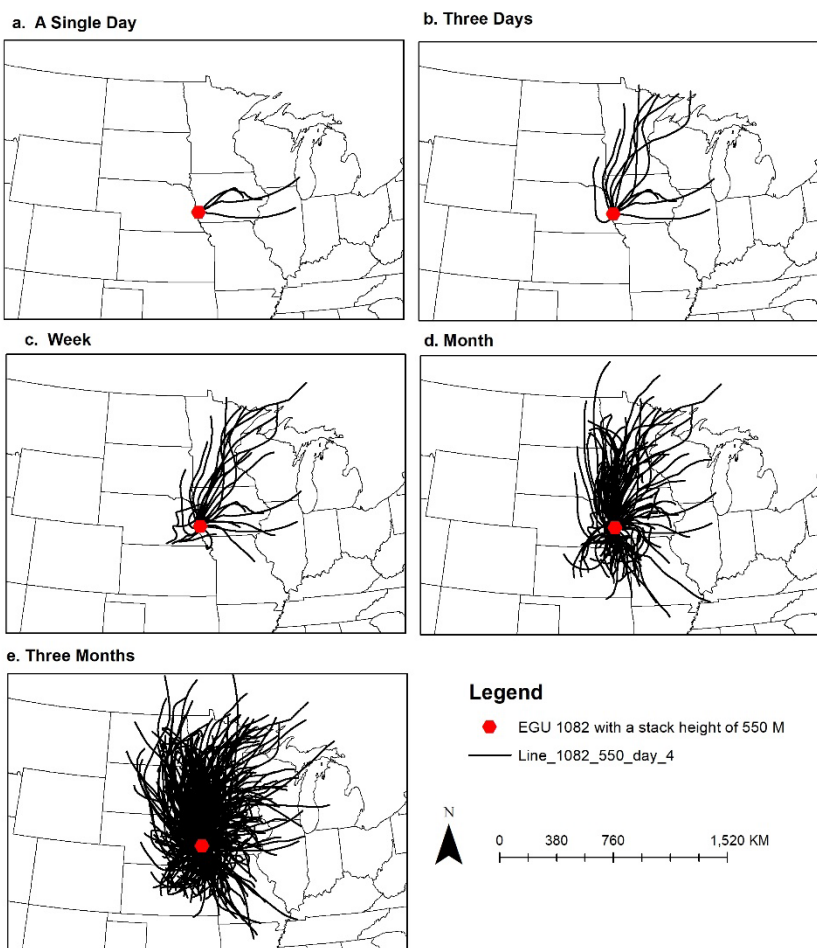 a. A Single Day
b. Three Days
c. Week
d. Month
e. Three Months
Legend
EGU 1082 with a stack height of 550 M
Line_1082_550_day_4
N
0 380 760 1,520 KM